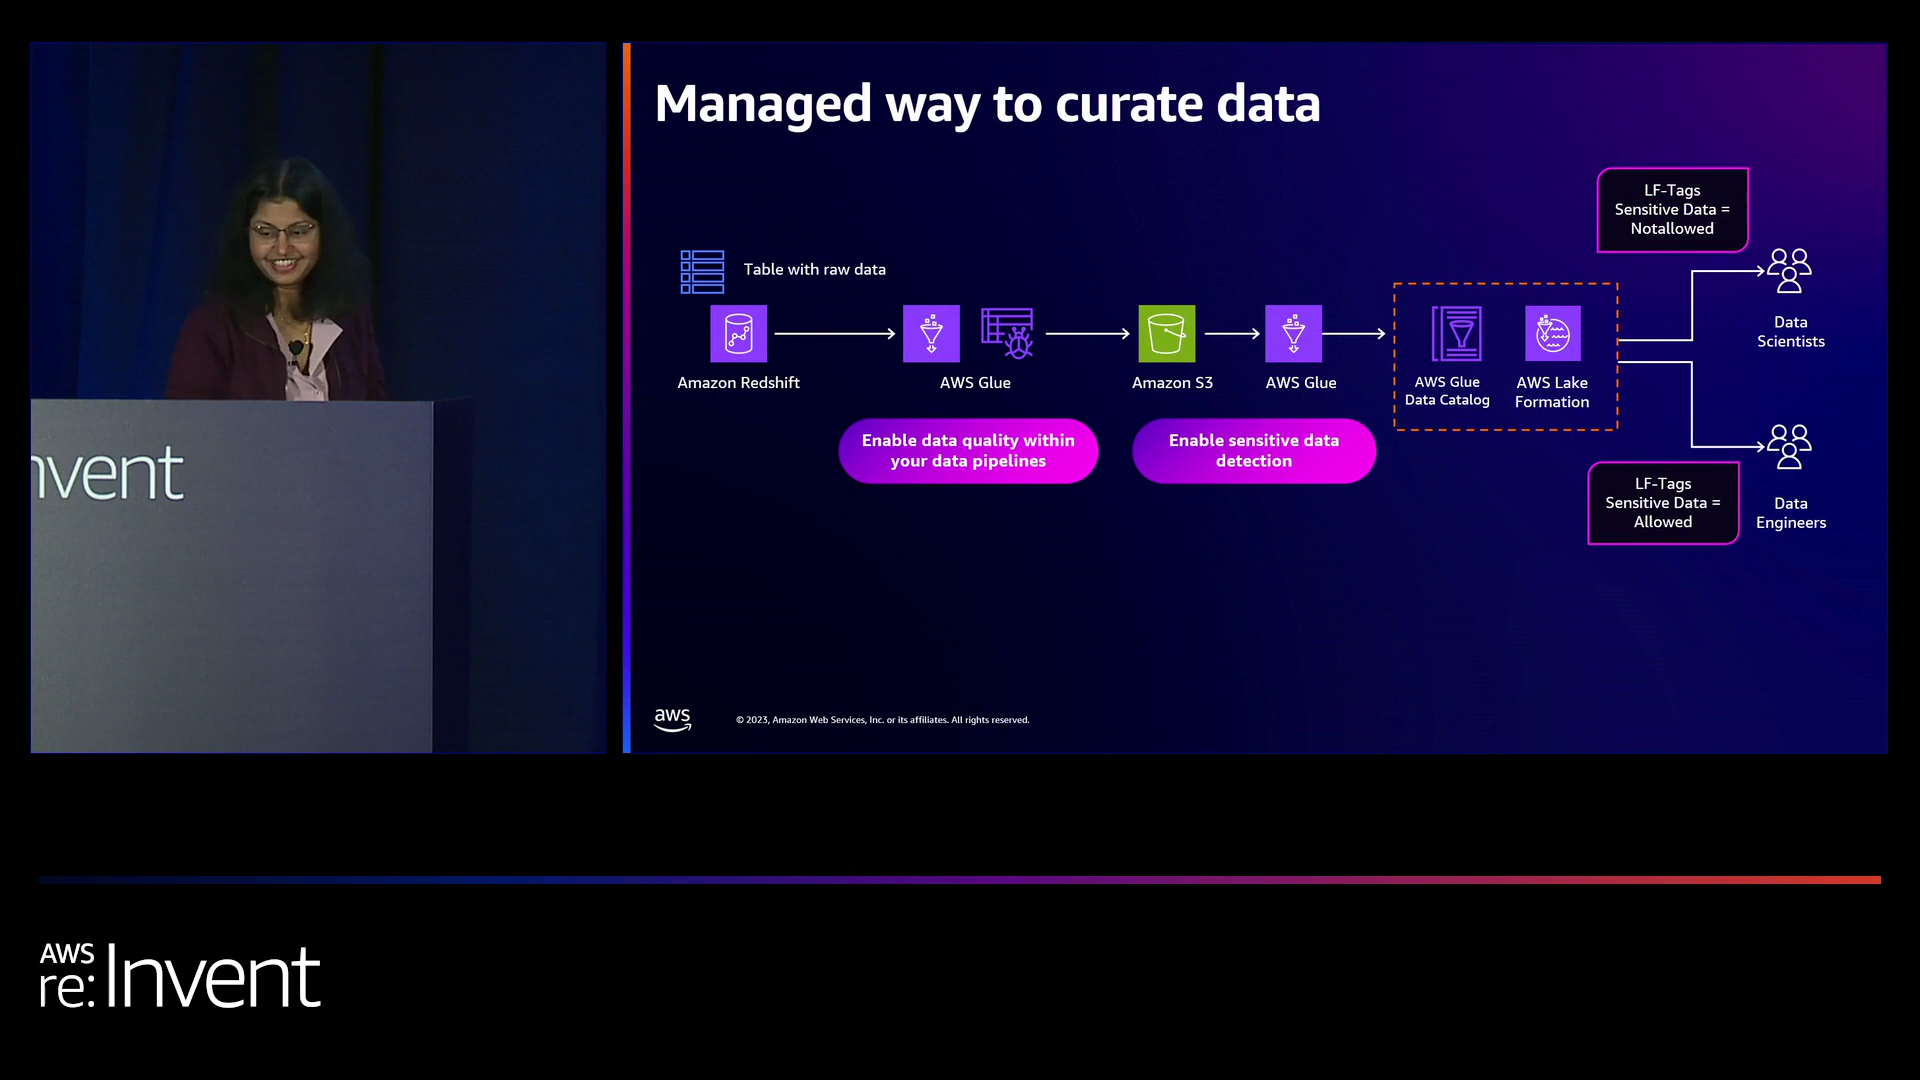 nvent
Managed way to curate data
Table with raw data
Amazon Redshift
AWS Glue
Amazon S3
AWS Glue
AWS Glue
Data Catalog
AWS Lake
Formation
Enable data quality within
your data pipelines
Enable sensitive data
detection
LF-Tags
Sensitive Data =
Notallowed
Data
Scientists
LF-Tags
Sensitive Data =
Allowed
Data
Engineers
aws
© 2023, Amazon Web Services, Inc. or its affiliates. All rights reserved.
AWS
re:Invent